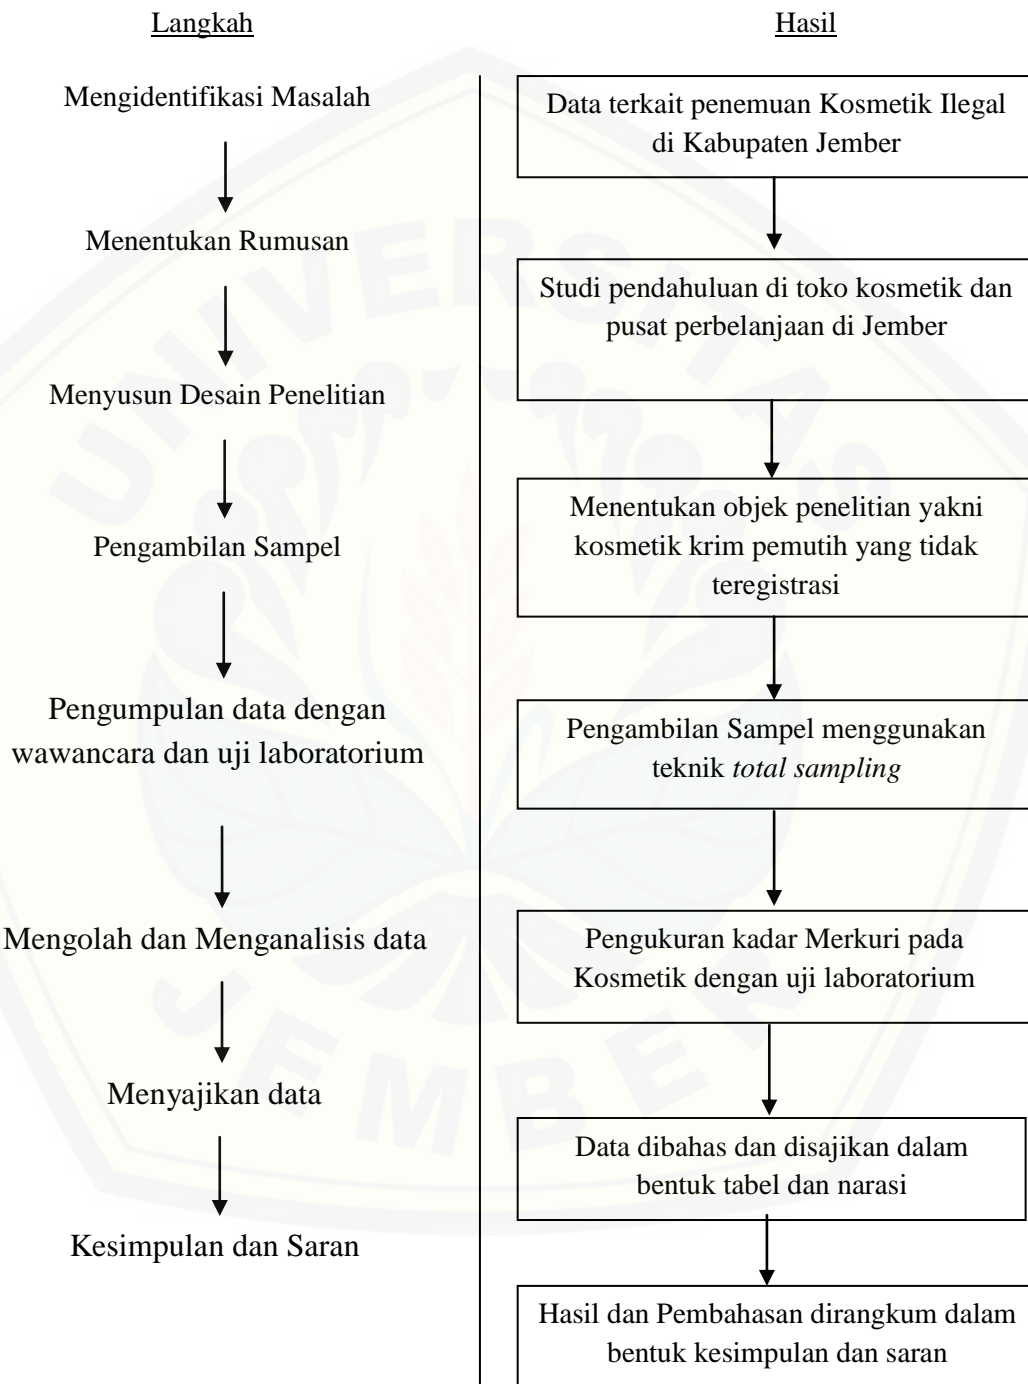 Langkah
Mengidentifikasi Masalah
Menentukan Rumusan
Menyusun Desain Penelitian
Pengambilan Sampel
Pengumpulan data dengan
wawancara dan uji laboratorium
Mengolah dan Menganalisis data
Menyajikan data
Kesimpulan dan Saran
Hasil
Data terkait penemuan Kosmetik Ilegal
di Kabupaten Jember
Studi pendahuluan di toko kosmetik dan
pusat perbelanjaan di Jember
Menentukan objek penelitian yakni
kosmetik krim pemutih yang tidak
teregistrasi
Pengambilan Sampel menggunakan
teknik total sampling
Pengukuran kadar Merkuri pada
Kosmetik dengan uji laboratorium
Data dibahas dan disajikan dalam
bentuk tabel dan narasi
Hasil dan Pembahasan dirangkum dalam
bentuk kesimpulan dan saran
UNIVERSITAS
JEMBER